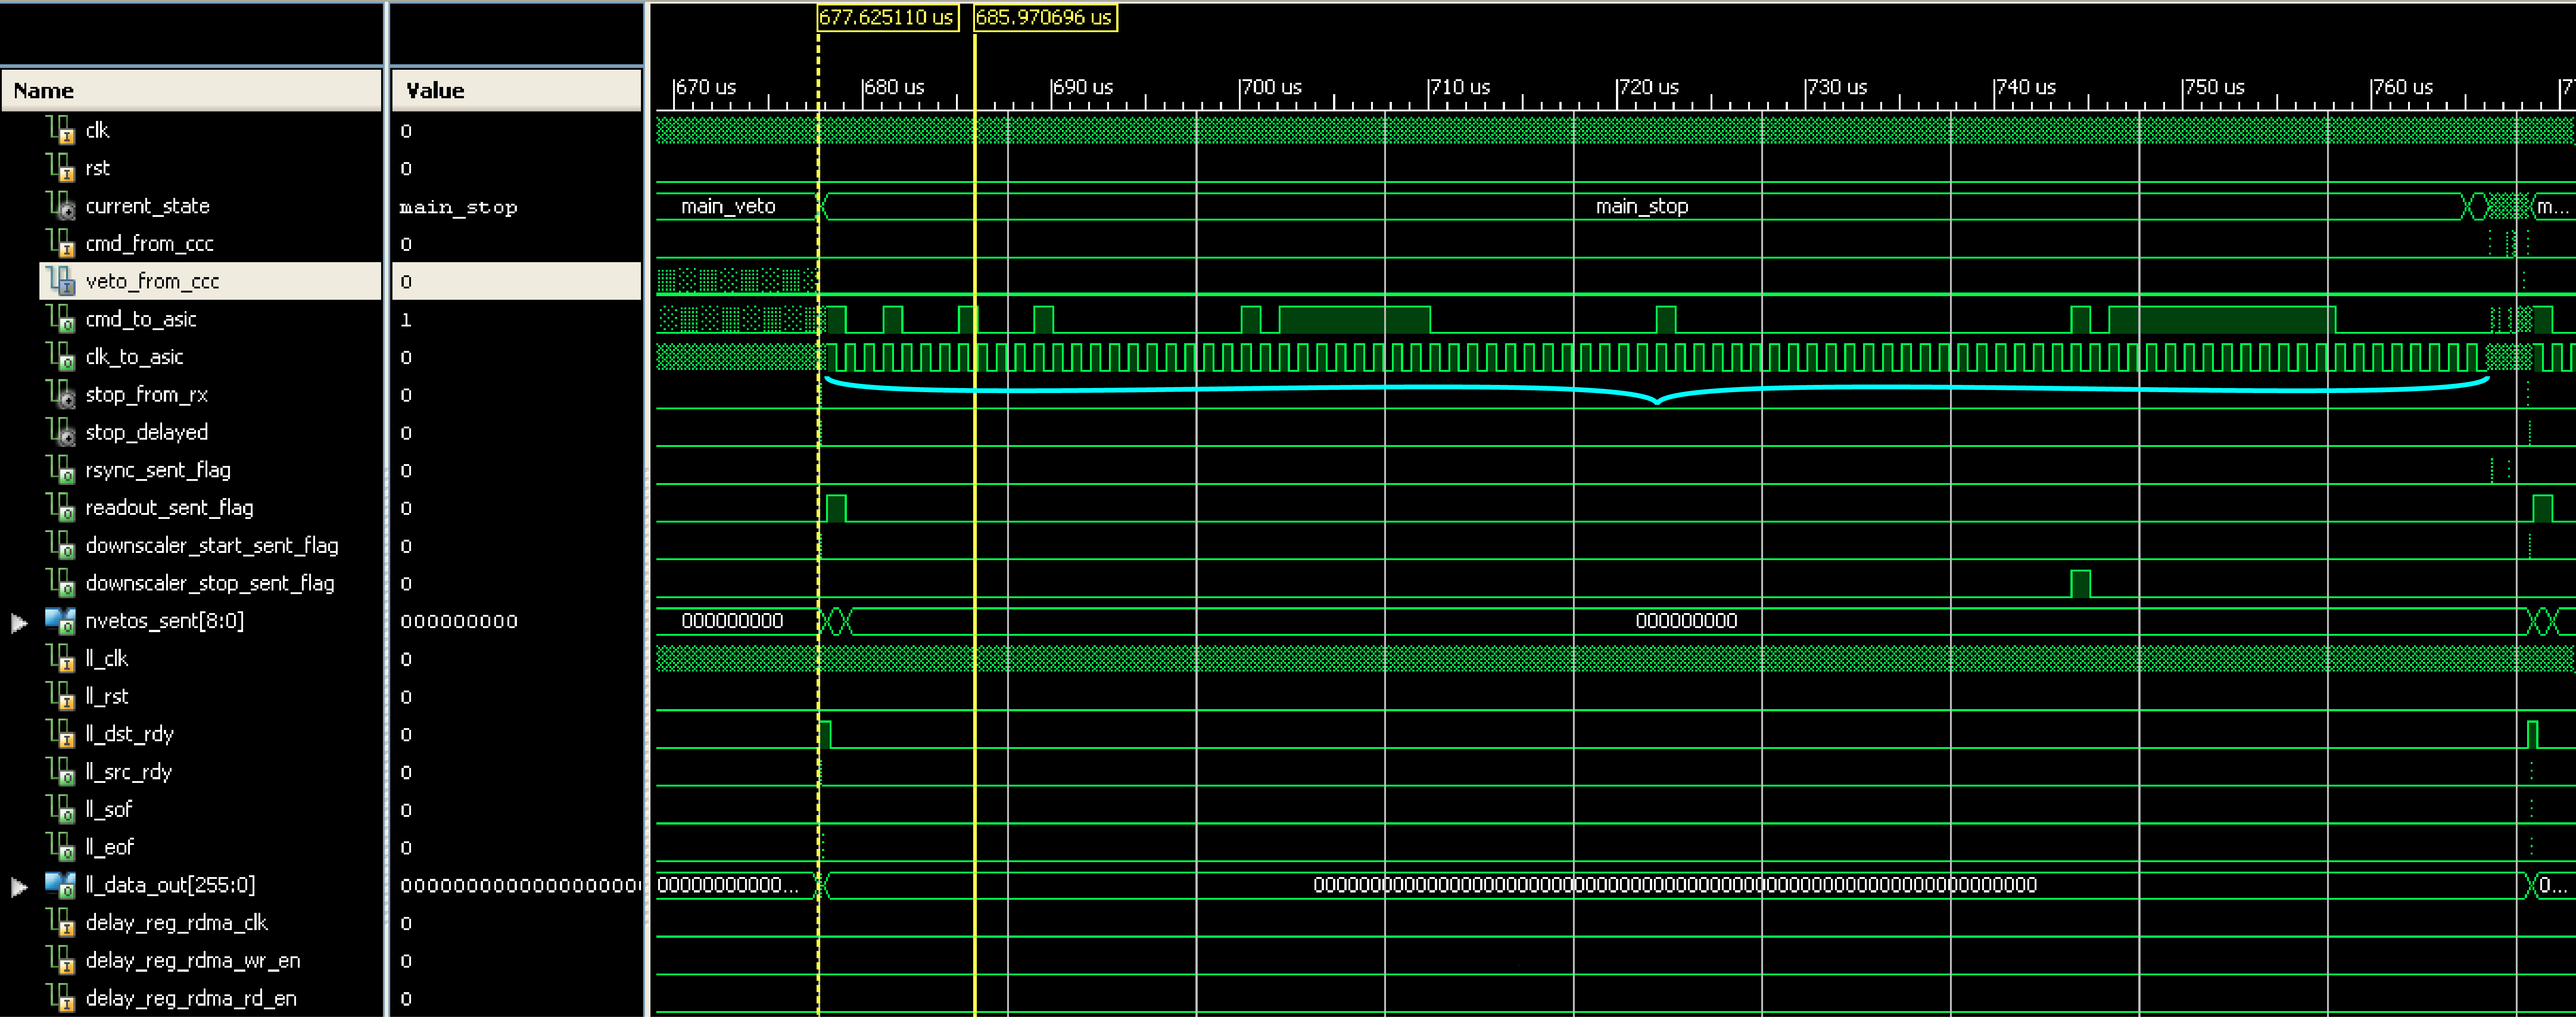 677.625110 us 685.970696 us
Name Value 670 us 680 us 690 us 700 us 710 us 720 us 730 us 740 us 750 us 760 us 7
clk 0
rst 0
current_state main_stop main_veto main_stop m...
cmd_from_ccc 0
veto_from_ccc 0
cmd_to_asic 1
clk_to_asic 0
stop_from_rx 0
stop_delayed 0
rsync_sent_flag 0
readout_sent_flag 0
downscaler_start_sent_flag 0
downscaler_stop_sent_flag 0
nvetos_sent[8:0] 000000000 000000000 000000000
ll_clk 0
ll_rst 0
ll_dst_rdy 0
ll_src_rdy 0
ll_sof 0
ll_eof 0
ll_data_out[255:0] 00000000000... 0...
delay_reg_rdma_clk 0
delay_reg_rdma_wr_en 0
delay_reg_rdma_rd_en 0